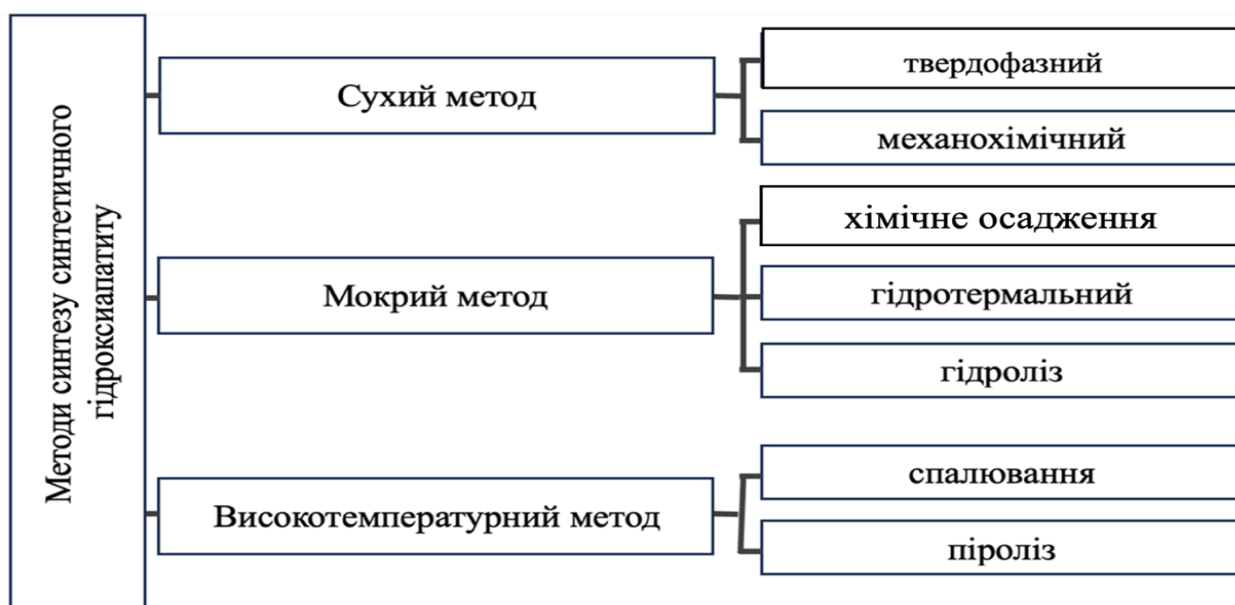 Методи синтезу синтетичного
гідроксиапатиту
Сухий метод
твердофазний
механохімічний
Мокрий метод
хімічне осадження
гідротермальний
гідроліз
Високотемпературний метод
спалювання
піроліз